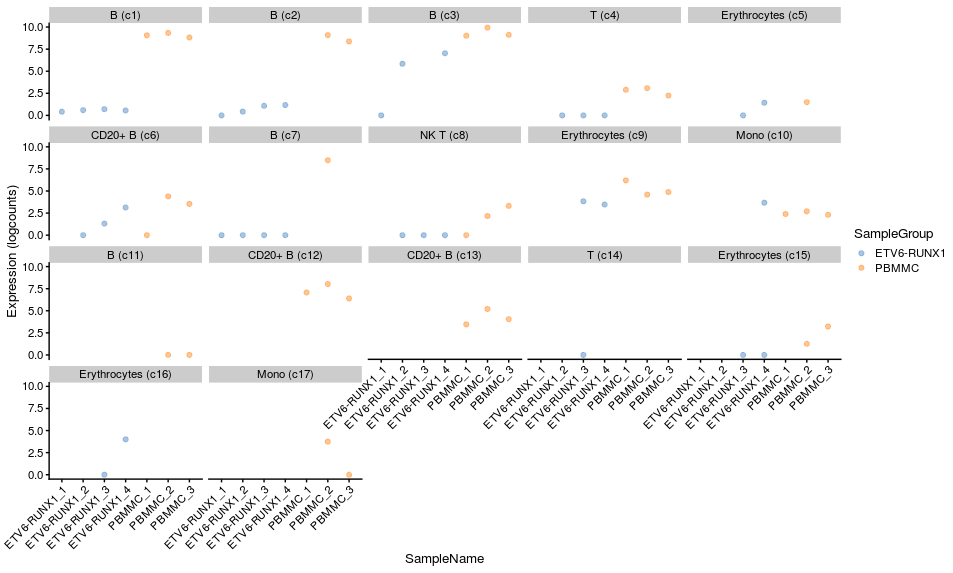 B (c1) B (c2) B (c3) T (c4) Erythrocytes (c5)
10.0
7.5
5.0
2.5
0.0
CD20+ B (c6) B (c7) NK T (c8) Erythrocytes (c9) Mono (c10)
10.0
7.5
5.0
2.5
0.0
B (c11) CD20+ B (c12) CD20+ B (c13) T (c14) Erythrocytes (c15)
10.0
7.5
5.0
2.5
0.0
ETV6-RUNX1_1 ETV6-RUNX1_2 ETV6-RUNX1_3 ETV6-RUNX1_4 PBMMC_1 PBMMC_2 PBMMC_3 ETV6-RUNX1_1 ETV6-RUNX1_2 ETV6-RUNX1_3 ETV6-RUNX1_4 PBMMC_1 PBMMC_2 PBMMC_3 ETV6-RUNX1_1 ETV6-RUNX1_2 ETV6-RUNX1_3 ETV6-RUNX1_4 PBMMC_1 PBMMC_2 PBMMC_3
Erythrocytes (c16) Mono (c17)
10.0
7.5
5.0
2.5
0.0
ETV6-RUNX1_1 ETV6-RUNX1_2 ETV6-RUNX1_3 ETV6-RUNX1_4 PBMMC_1 PBMMC_2 PBMMC_3 ETV6-RUNX1_1 ETV6-RUNX1_2 ETV6-RUNX1_3 ETV6-RUNX1_4 PBMMC_1 PBMMC_2 PBMMC_3
Expression (logcounts)
SampleName
SampleGroup
ETV6-RUNX1
PBMMC